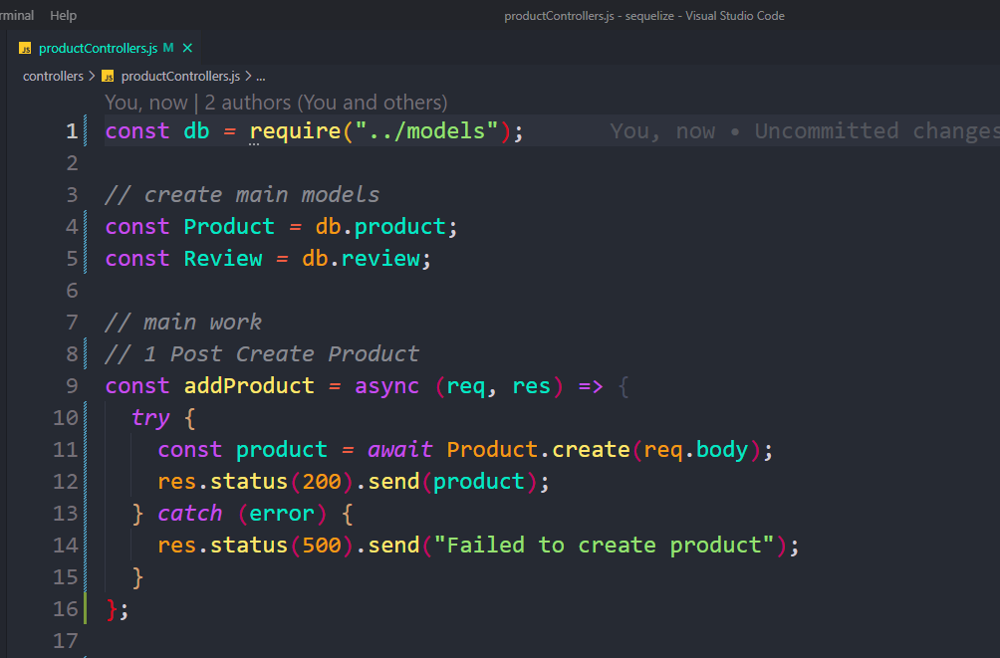 rminal Help productControllers.js - sequelize - Visual Studio Code
JS productControllers.js M ×
controllers > JS productControllers.js > ...
You, now | 2 authors (You and others)
1 const db = require("../models"); You, now • Uncommitted changes
2
3 // create main models
4 const Product = db.product;
5 const Review = db.review;
6
7 // main work
8 // 1 Post Create Product
9 const addProduct = async (req, res) => {
10 try {
11 const product = await Product.create(req.body);
12 res.status(200).send(product);
13 } catch (error) {
14 res.status(500).send("Failed to create product");
15 }
16 };
17